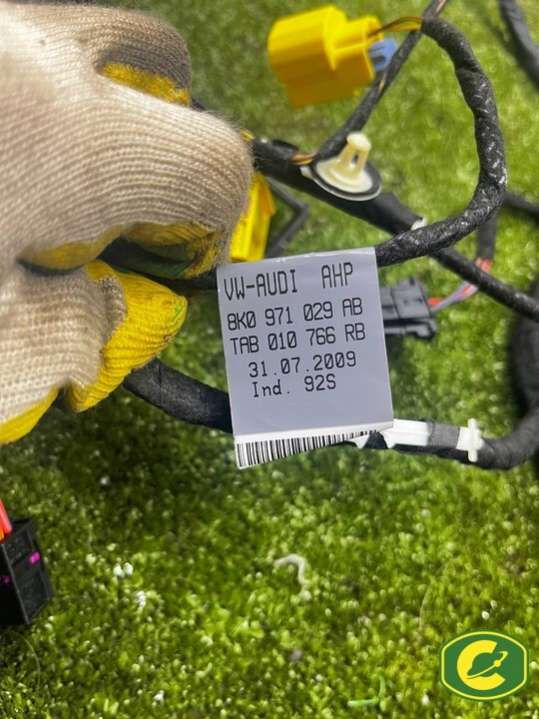 VW-AUDI AHP
8K0 971 029 AB
TAB 010 766 RB
31.07.2009
Ind. 92S
C